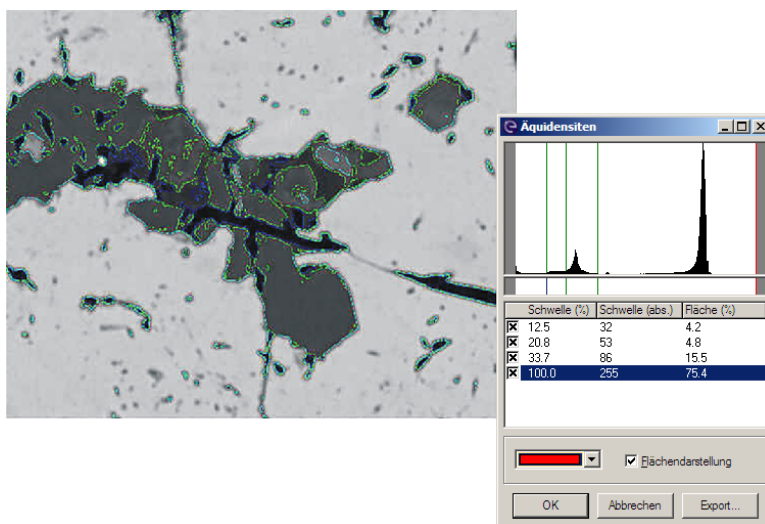 Äquidensiten
Schwelle (%) Schwelle (abs.) Fläche (%)
12.5 32 4.2
20.8 53 4.8
33.7 86 15.5
100.0 255 75.4
Flächendarstellung
OK Abbrechen Export...